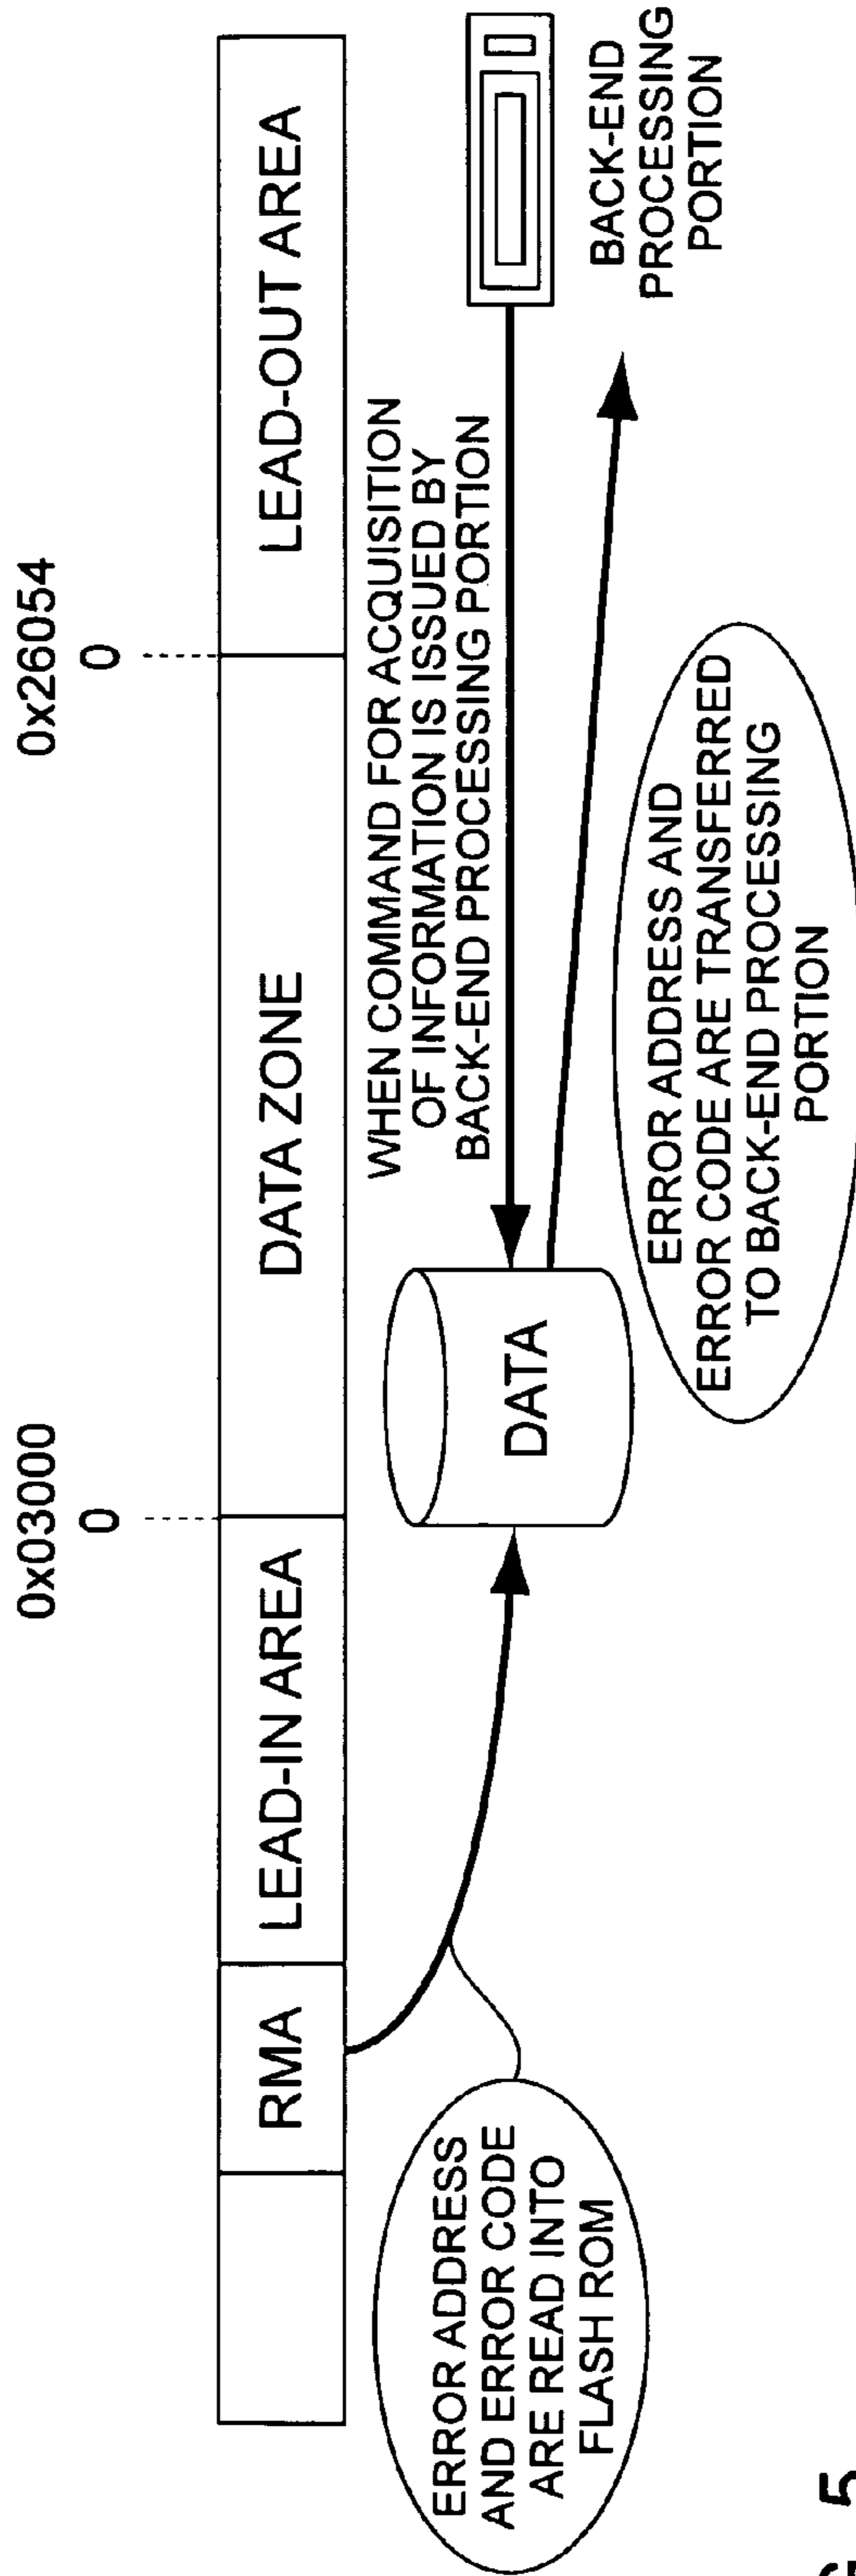 0x03000
0
0x26054
0
RMA
LEAD-IN AREA
DATA ZONE
LEAD-OUT AREA
ERROR ADDRESS
AND ERROR CODE
ARE READ INTO
FLASH ROM
DATA
WHEN COMMAND FOR ACQUISITION
OF INFORMATION IS ISSUED BY
BACK-END PROCESSING PORTION
ERROR ADDRESS AND
ERROR CODE ARE TRANSFERRED
TO BACK-END PROCESSING
PORTION
BACK-END
PROCESSING
PORTION
5